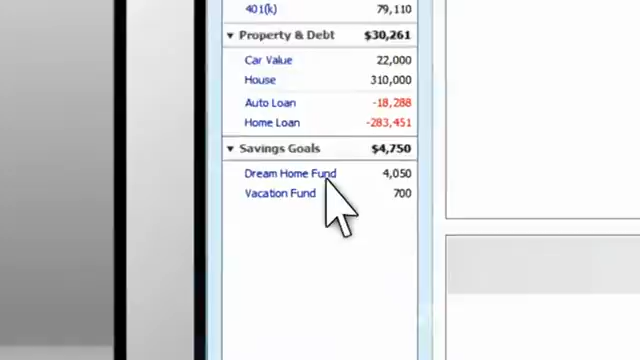 401(k) 79,110
Property & Debt $30,261
Car Value 22,000
House 310,000
Auto Loan -18,288
Home Loan -283,451
Savings Goals $4,750
Dream Home Fund 4,050
Vacation Fund 700